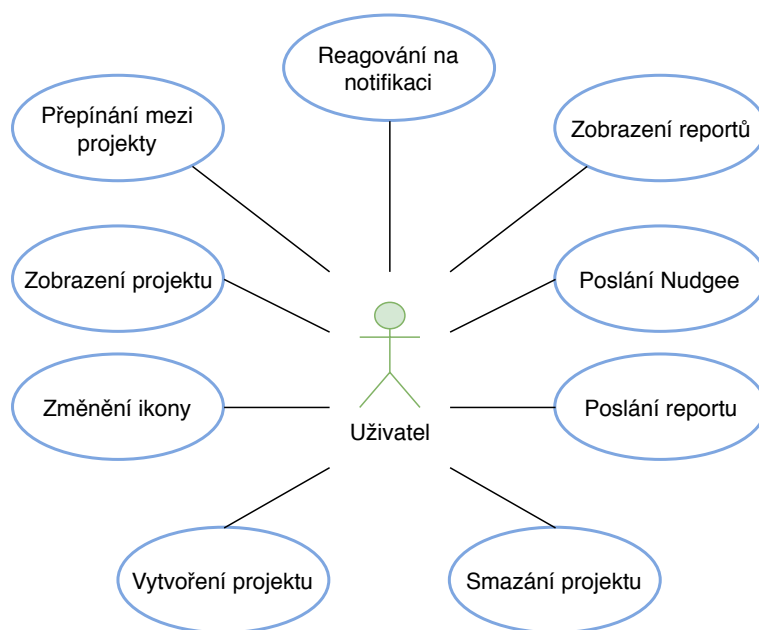 Reagování na
notifikaci
Přepínání mezi
projekty
Zobrazení reportů
Zobrazení projektu
Poslání Nudgee
Změnění ikony
Poslání reportu
Uživatel
Vytvoření projektu
Smazání projektu